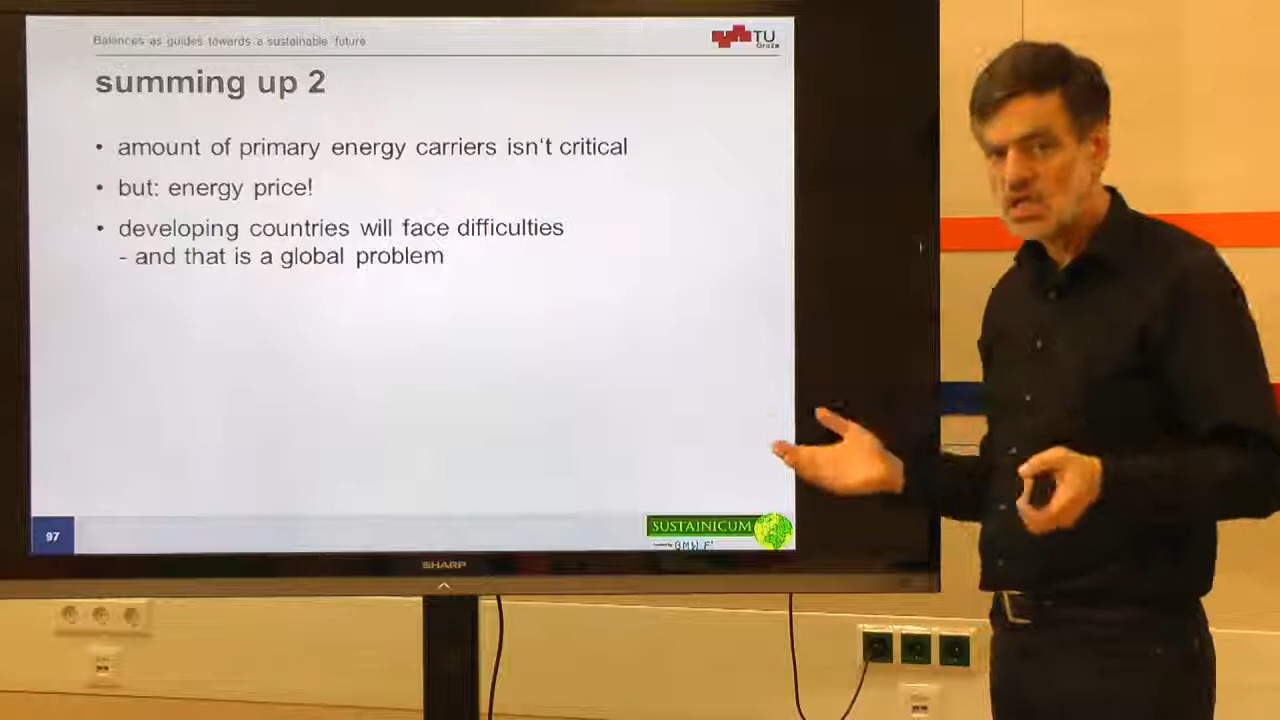 Balances as guides towards a sustainable future
TU
Graz
summing up 2
• amount of primary energy carriers isn't critical
• but: energy price!
• developing countries will face difficulties
- and that is a global problem
97
SUSTAINICUM
SHARP